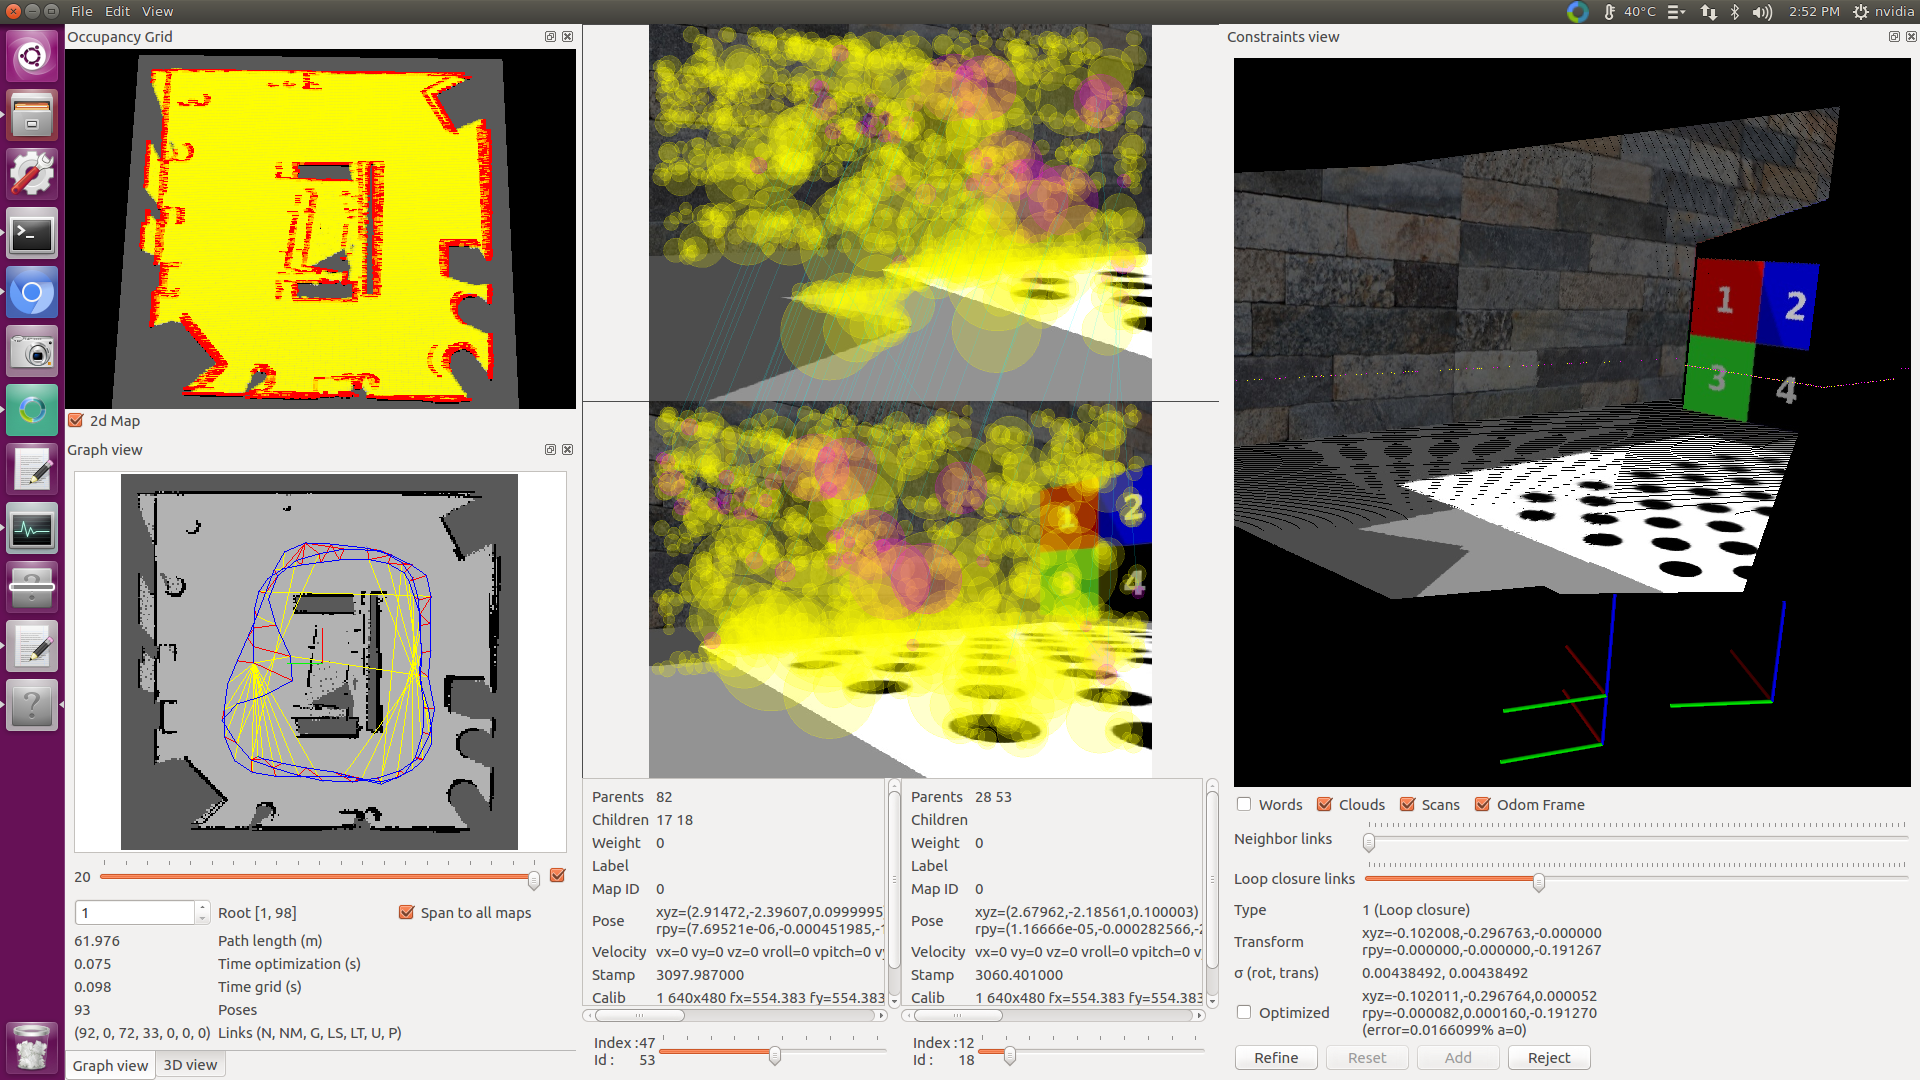 File Edit View
40°C
2:52 PM
nvidia
Occupancy Grid
2d Map
Graph view
20
1
Root [1, 98]
Span to all maps
61.976 Path length (m)
0.075 Time optimization (s)
0.098 Time grid (s)
93 Poses
(92, 0, 72, 33, 0, 0, 0) Links (N, NM, G, LS, LT, U, P)
Graph view 3D view
1
2
4
Parents 82
Children 17 18
Weight 0
Label
Map ID 0
Pose xyz=(2.91472,-2.39607,0.0999995
rpy=(7.69521e-06,-0.000451985,-
Velocity vx=0 vy=0 vz=0 vroll=0 vpitch=0
Stamp 3097.987000
Calib 1 640x480 fx=554.383 fy=554.383
Index :47
Id : 53
Parents 28 53
Children
Weight 0
Label
Map ID 0
Pose xyz=(2.67962,-2.18561,0.100003)
rpy=(1.16666e-05,-0.000282566,-
Velocity vx=0 vy=0 vz=0 vroll=0 vpitch=0
Stamp 3060.401000
Calib 1 640x480 fx=554.383 fy=554.383
Index :12
Id : 18
Constraints view
1
2
3
4
Words Clouds Scans Odom Frame
Neighbor links
Loop closure links
Type 1 (Loop closure)
Transform xyz=-0.102008,-0.296763,-0.000000
rpy=-0.000000,-0.000000,-0.191267
σ (rot, trans) 0.00438492, 0.00438492
Optimized xyz=-0.102011,-0.296764,0.000052
rpy=-0.000082,0.000160,-0.191270
(error=0.0166099% a=0)
Refine Reset Add Reject